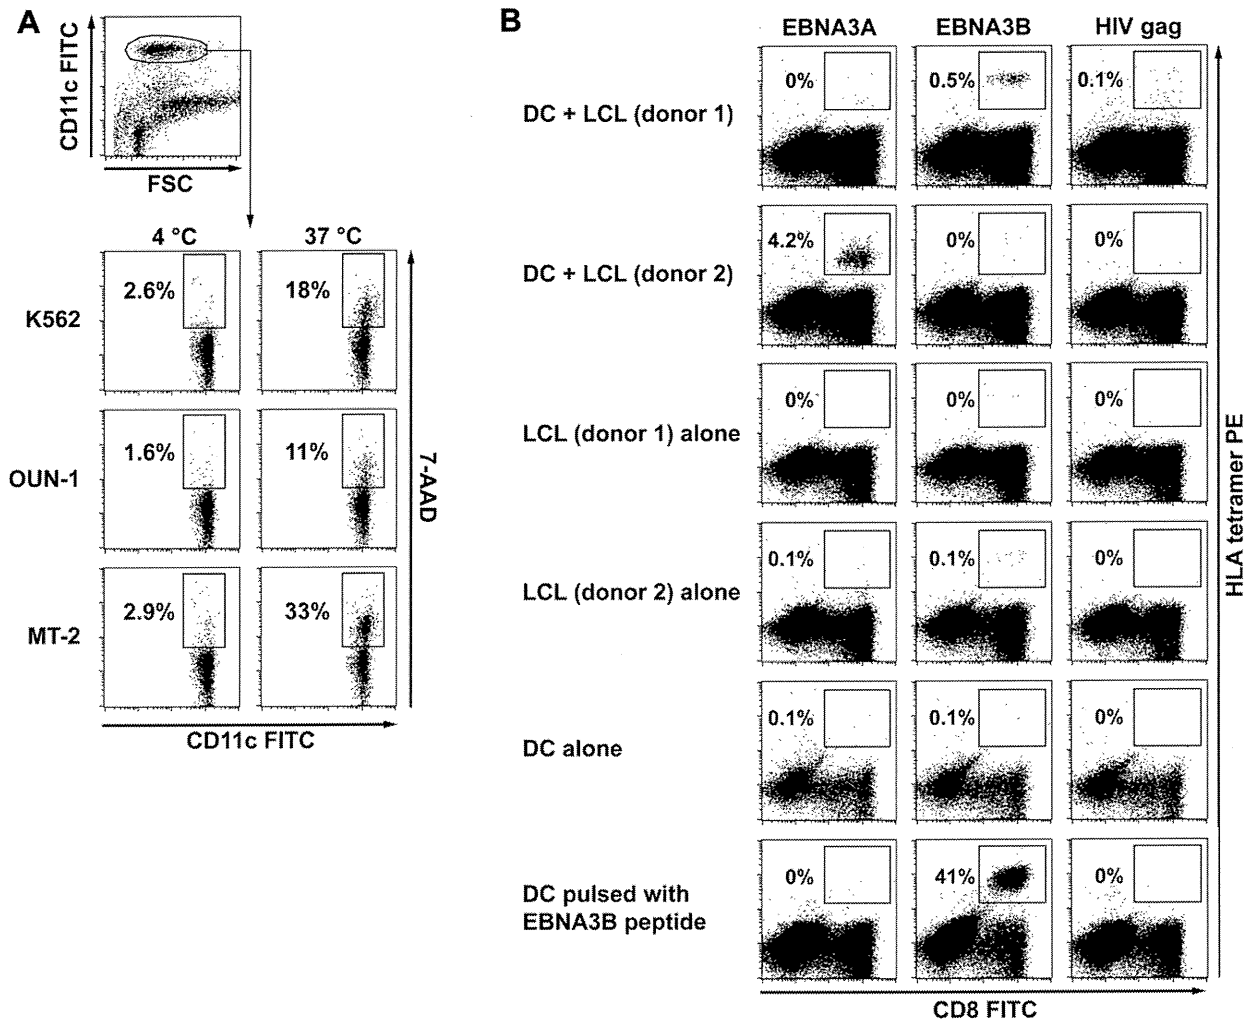 A
CD11c FITC
FSC
4 °C
37 °C
K562
2.6%
18%
OUN-1
1.6%
11%
MT-2
2.9%
33%
7-AAD
CD11c FITC
B
EBNA3A
EBNA3B
HIV gag
DC + LCL (donor 1)
0%
0.5%
0.1%
DC + LCL (donor 2)
4.2%
0%
0%
LCL (donor 1) alone
0%
0%
0%
LCL (donor 2) alone
0.1%
0.1%
0%
DC alone
0.1%
0.1%
0%
DC pulsed with
EBNA3B peptide
0%
41%
0%
HLA tetramer PE
CD8 FITC